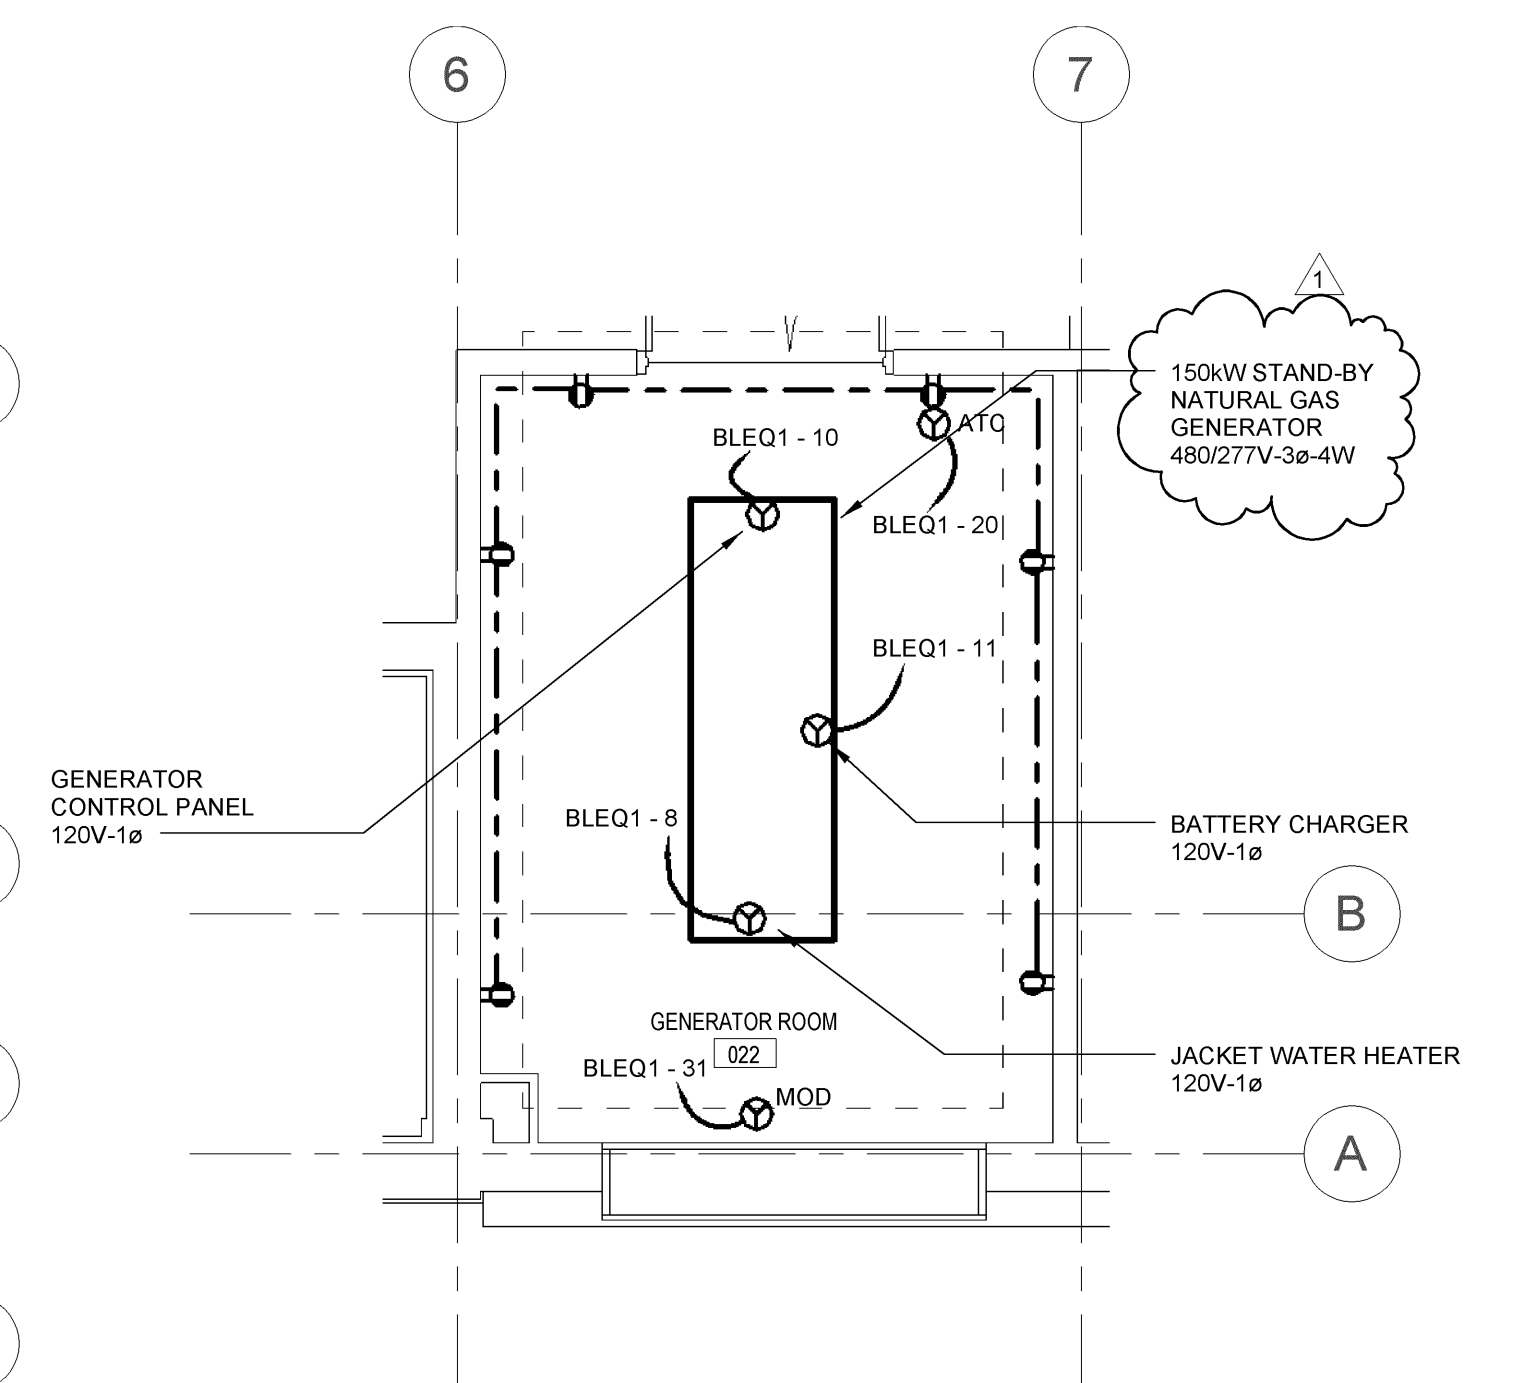 6
7
1
150kW STAND-BY
NATURAL GAS
GENERATOR
480/277V-3ø-4W
ATC
BLEQ1 - 10
BLEQ1 - 20
BLEQ1 - 11
GENERATOR
CONTROL PANEL
120V-1ø
BLEQ1 - 8
BATTERY CHARGER
120V-1ø
B
GENERATOR ROOM
022
BLEQ1 - 31
MOD
JACKET WATER HEATER
120V-1ø
A